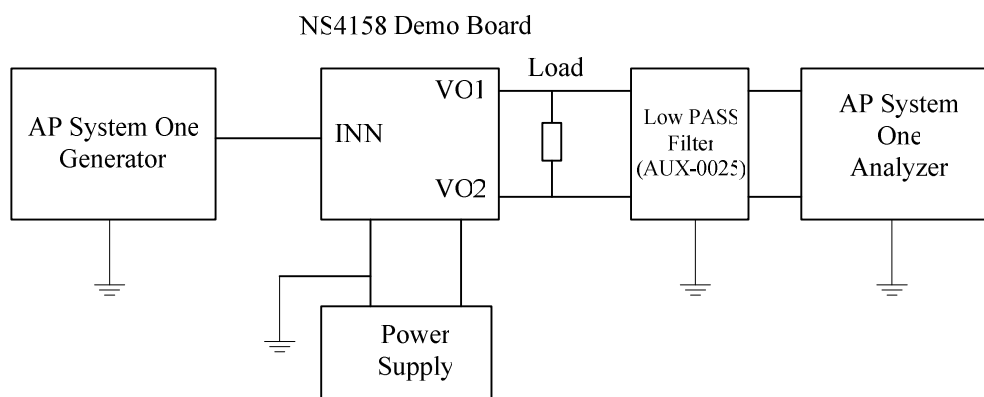 NS4158 Demo Board
AP System One
Generator
INN
VO1
VO2
Load
Low PASS
Filter
(AUX-0025)
AP System
One
Analyzer
Power
Supply